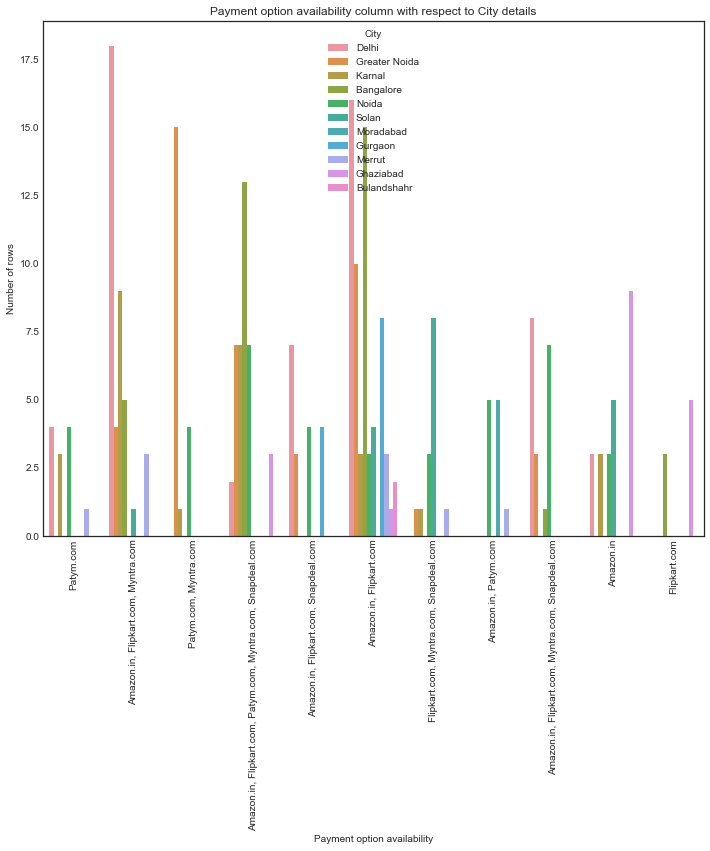 Payment option availability column with respect to City details
Number of rows
17.5
15.0
12.5
10.0
7.5
5.0
2.5
0.0
City
Delhi
Greater Noida
Karnal
Bangalore
Noida
Solan
Moradabad
Gurgaon
Merrut
Ghaziabad
Bulandshahr
Patym.com
Amazon.in, Flipkart.com, Myntra.com
Patym.com, Myntra.com
Amazon.in, Flipkart.com, Patym.com, Myntra.com, Snapdeal.com
Amazon.in, Flipkart.com, Snapdeal.com
Amazon.in, Flipkart.com
Flipkart.com, Myntra.com, Snapdeal.com
Amazon.in, Patym.com
Amazon.in, Flipkart.com, Myntra.com, Snapdeal.com
Amazon.in
Flipkart.com
Payment option availability